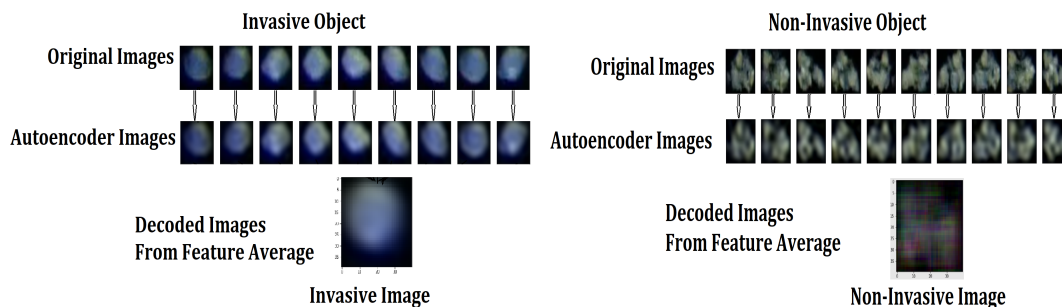 Invasive Object
Original Images
Autoencoder Images
Decoded Images
From Feature Average
Invasive Image
Non-Invasive Object
Original Images
Autoencoder Images
Decoded Images
From Feature Average
Non-Invasive Image